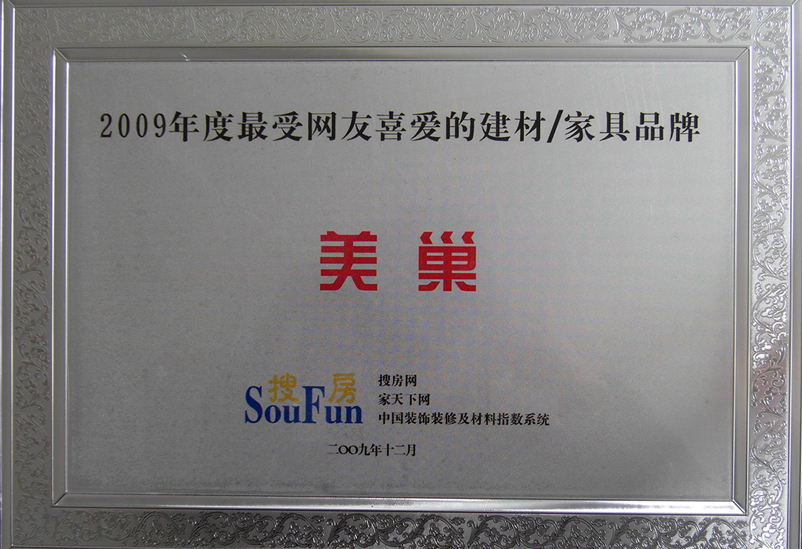 2009年度最受网友喜爱的建材/家具品牌
美巢
搜房
SouFun
搜房网
家天下网
中国装饰装修及材料指数系统
二〇〇九年十二月